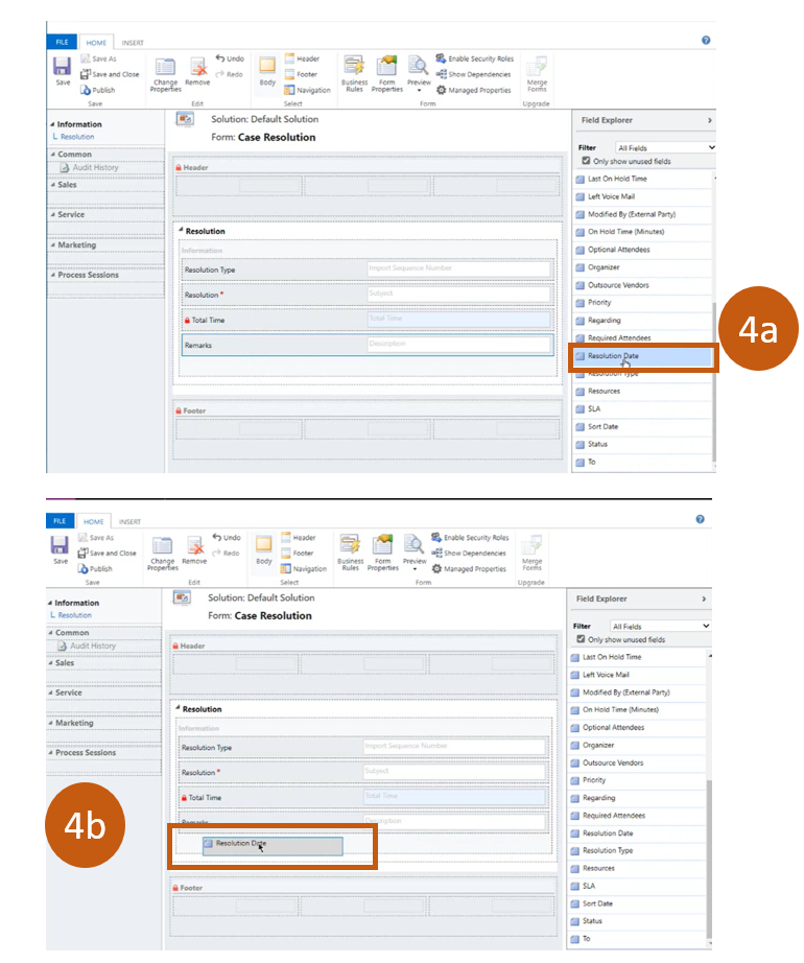 FILE HOME INSERT
Save
Save As
Save and Close
Publish
Save
Change Properties
Remove
Undo
Redo
Edit
Body
Header
Footer
Navigation
Select
Business Rules
Form Properties
Preview
Enable Security Roles
Show Dependencies
Managed Properties
Form
Merge Forms
Upgrade
Information
Resolution
Common
Audit History
Sales
Service
Marketing
Process Sessions
Solution: Default Solution
Form: Case Resolution
Header
Resolution
Information
Resolution Type Import Sequence Number
Resolution * Subject
Total Time Total Time
Remarks Description
Footer
Field Explorer
Filter All Fields
Only show unused fields
Last On Hold Time
Left Voice Mail
Modified By (External Party)
On Hold Time (Minutes)
Optional Attendees
Organizer
Outsource Vendors
Priority
Regarding
Required Attendees
Resolution Date
Resolution Type
Resources
SLA
Sort Date
Status
To
4a
FILE HOME INSERT
Save
Save As
Save and Close
Publish
Save
Change Properties
Remove
Undo
Redo
Edit
Body
Header
Footer
Navigation
Select
Business Rules
Form Properties
Preview
Enable Security Roles
Show Dependencies
Managed Properties
Form
Merge Forms
Upgrade
Information
Resolution
Common
Audit History
Sales
Service
Marketing
Process Sessions
Solution: Default Solution
Form: Case Resolution
Header
Resolution
Information
Resolution Type Import Sequence Number
Resolution * Subject
Total Time Total Time
Remarks Description
Resolution Date
Footer
Field Explorer
Filter All Fields
Only show unused fields
Last On Hold Time
Left Voice Mail
Modified By (External Party)
On Hold Time (Minutes)
Optional Attendees
Organizer
Outsource Vendors
Priority
Regarding
Required Attendees
Resolution Date
Resolution Type
Resources
SLA
Sort Date
Status
To
4b